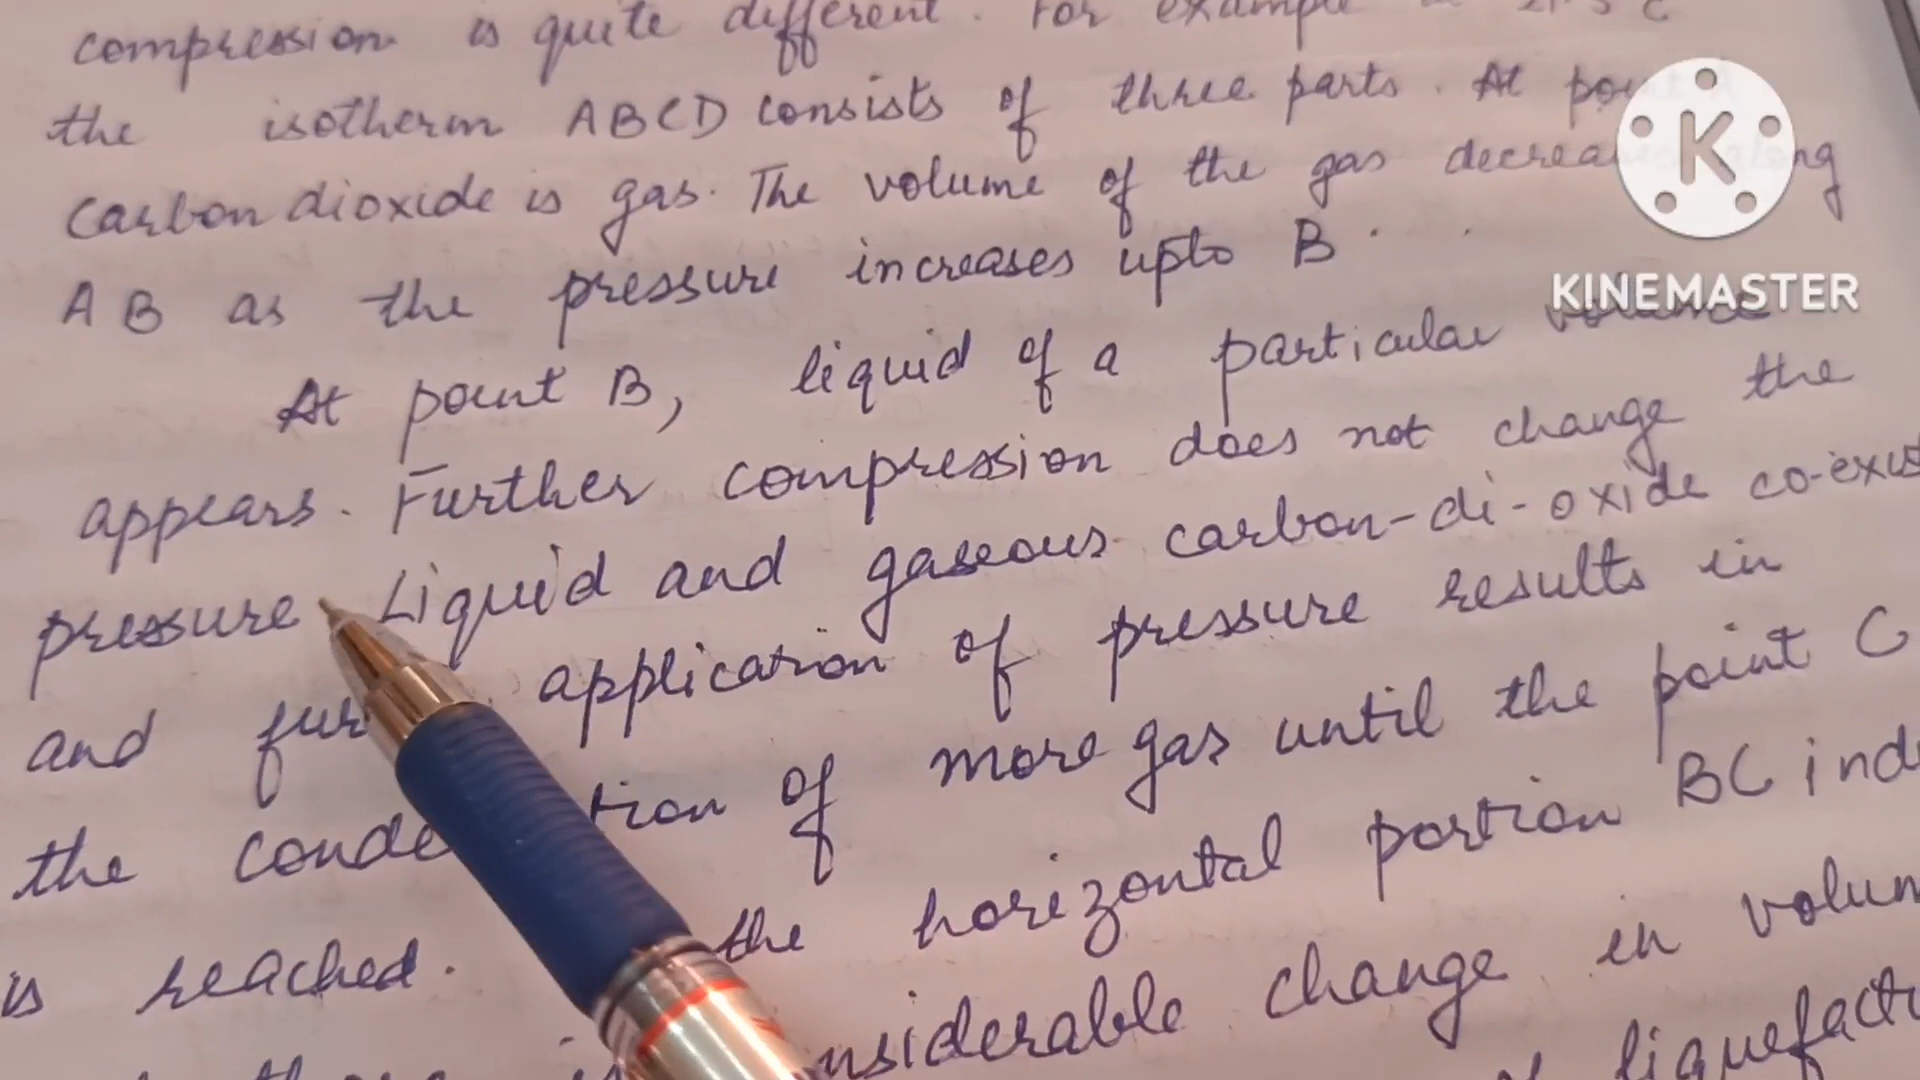 compression is quite different. For example
the isotherm ABCD consists of three parts. At
carbon dioxide is gas. The volume of the gas
AB as the pressure increases upto B.
At point B, liquid of a particular
appears. Further compression does not change the
pressure. Liquid and gaseous carbon-di-oxide co-exist
and application of pressure results in
the of more gas until the point C
is reached. the horizontal portion BC
change in
K
KINEMASTER